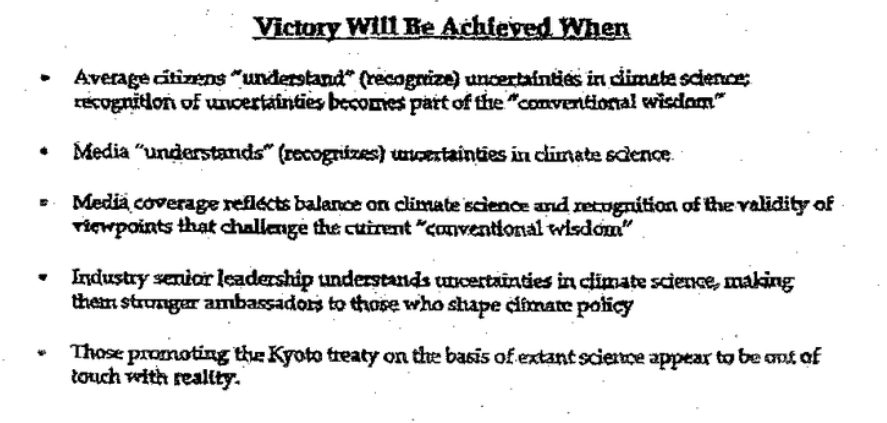 Victory Will Be Achieved When
• Average citizens "understand" (recognize) uncertainties in climate science;
recognition of uncertainties becomes part of the "conventional wisdom"
• Media "understands" (recognizes) uncertainties in climate science
• Media coverage reflects balance on climate science and recognition of the validity of
viewpoints that challenge the current "conventional wisdom"
• Industry senior leadership understands uncertainties in climate science, making
them stronger ambassadors to those who shape climate policy
• Those promoting the Kyoto treaty on the basis of extant science appear to be out of
touch with reality.